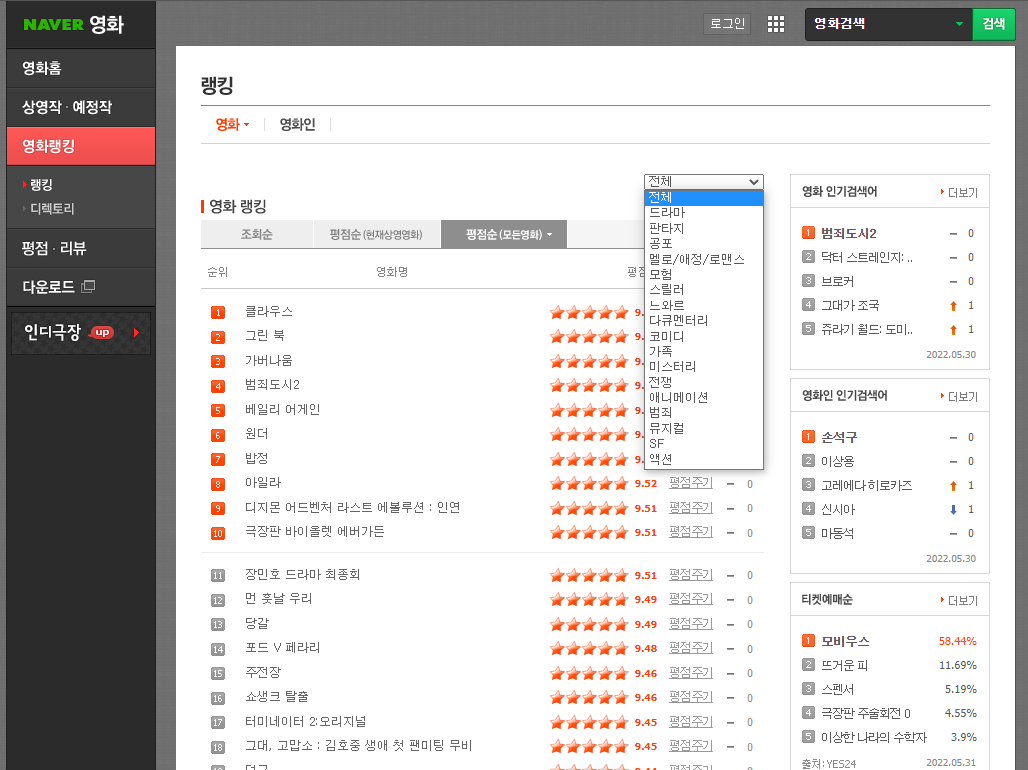 NAVER 영화
로그인
영화검색
검색
영화홈
상영작 · 예정작
영화랭킹
랭킹
디렉토리
평점 · 리뷰
다운로드
인디극장 up
랭킹
영화
영화인
영화 랭킹
조회순
평점순 (현재상영영화)
평점순 (모든영화)
순위
영화명
1 클라우스
2 그린 북
3 가버나움
4 범죄도시2
5 베일리 어게인
6 원더
7 밥정
8 아일라 9.52 평점주기 0
9 디지몬 어드벤처 라스트 에볼루션 : 인연 9.51 평점주기 0
10 극장판 바이올렛 에버가든 9.51 평점주기 0
11 장민호 드라마 최종회 9.51 평점주기 0
12 먼 훗날 우리 9.49 평점주기 0
13 당갈 9.49 평점주기 0
14 포드 V 페라리 9.48 평점주기 0
15 주전장 9.46 평점주기 0
16 쇼생크 탈출 9.46 평점주기 0
17 터미네이터 2:오리지널 9.45 평점주기 0
18 그대, 고맙소 : 김호중 생애 첫 팬미팅 무비 9.45 평점주기 0
전체
전체
드라마
판타지
공포
멜로/애정/로맨스
모험
스릴러
느와르
다큐멘터리
코미디
가족
미스터리
전쟁
애니메이션
범죄
뮤지컬
SF
액션
영화 인기검색어 더보기
1 범죄도시2 0
2 닥터 스트레인지: .. 0
3 브로커 0
4 그대가 조국 1
5 쥬라기 월드: 도미.. 1
2022.05.30
영화인 인기검색어 더보기
1 손석구 0
2 이상용 0
3 고레에다 히로카즈 1
4 신시아 1
5 마동석 0
2022.05.30
티켓예매순 더보기
1 모비우스 58.44%
2 뜨거운 피 11.69%
3 스펜서 5.19%
4 극장판 주술회전 0 4.55%
5 이상한 나라의 수학자 3.9%
출처:YES24 2022.05.31